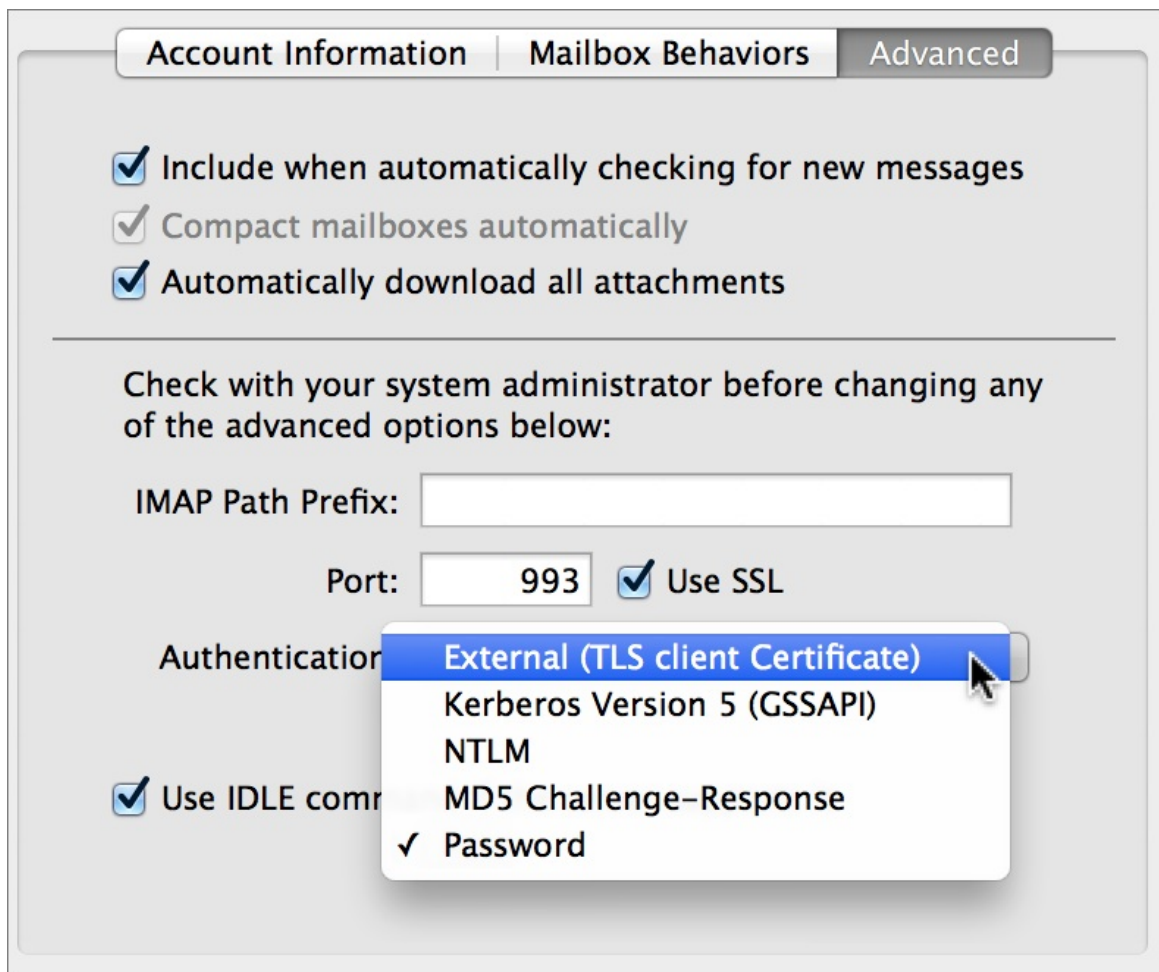 Account Information Mailbox Behaviors Advanced
Include when automatically checking for new messages
Compact mailboxes automatically
Automatically download all attachments
Check with your system administrator before changing any
of the advanced options below:
IMAP Path Prefix:
Port: 993 Use SSL
Authentication External (TLS client Certificate)
Kerberos Version 5 (GSSAPI)
NTLM
Use IDLE comm MD5 Challenge-Response
✓ Password